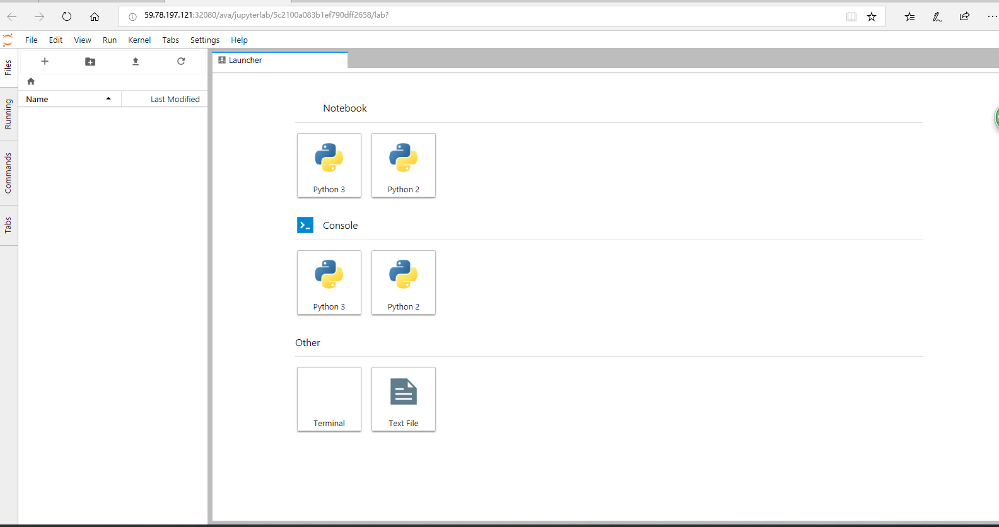 59.78.197.121:32080/ava/jupyterlab/5c2100a083b1ef790dff2658/lab?
File Edit View Run Kernel Tabs Settings Help
Files
Running
Commands
Tabs
Name Last Modified
Launcher
Notebook
Python 3 Python 2
Console
Python 3 Python 2
Other
Terminal Text File